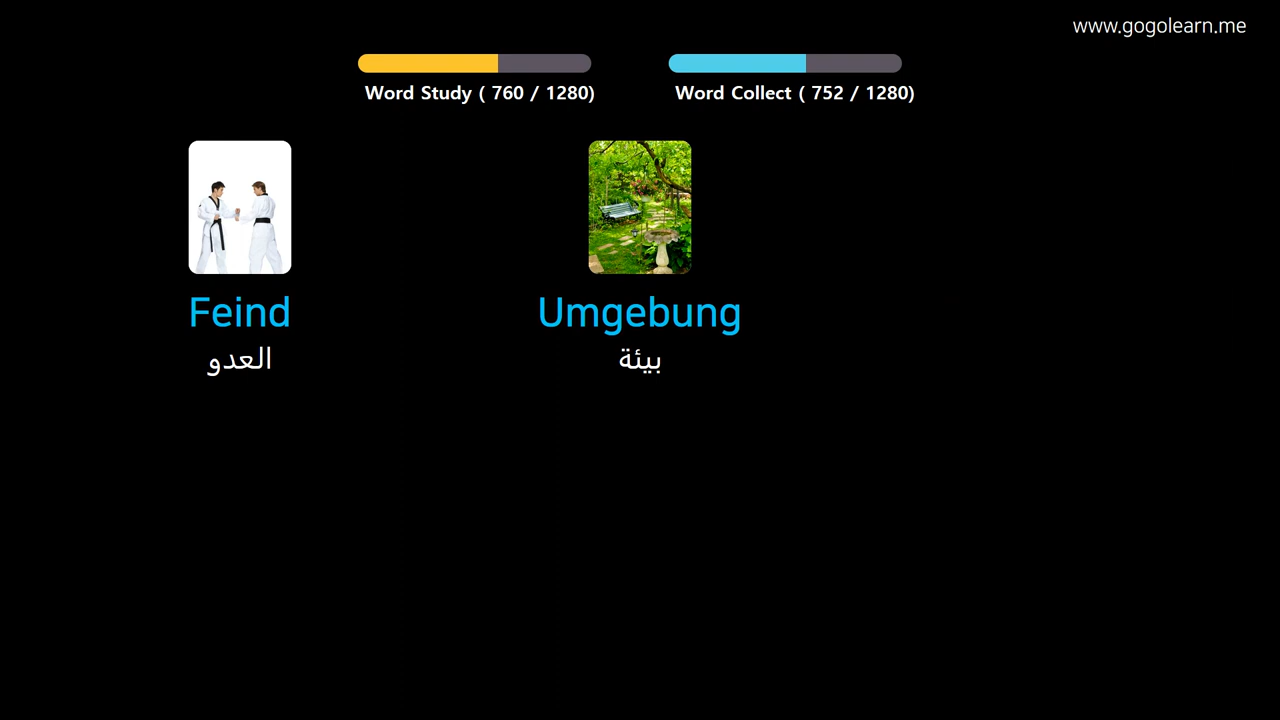 www.gogolearn.me
Word Study ( 760 / 1280)
Word Collect ( 752 / 1280)
Feind
العدو
Umgebung
بيئة